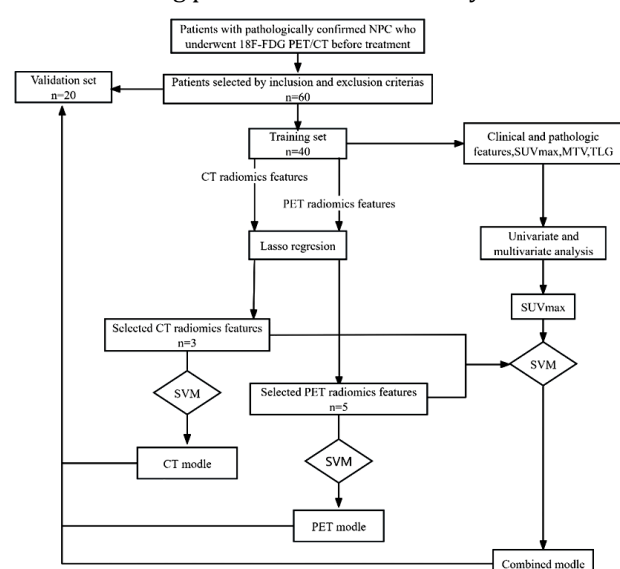 Patients with pathologically confirmed NPC who
underwent 18F-FDG PET/CT before treatment
Validation set
n=20
Patients selected by inclusion and exclusion criterias
n=60
Training set
n=40
Clinical and pathologic
features,SUVmax,MTV,TLG
CT radiomics features
PET radiomics features
Lasso regresion
Univariate and
multivariate analysis
SUVmax
Selected CT radiomics features
n=3
SVM
SVM
Selected PET radiomics features
n=5
CT modle
SVM
PET modle
Combined modle